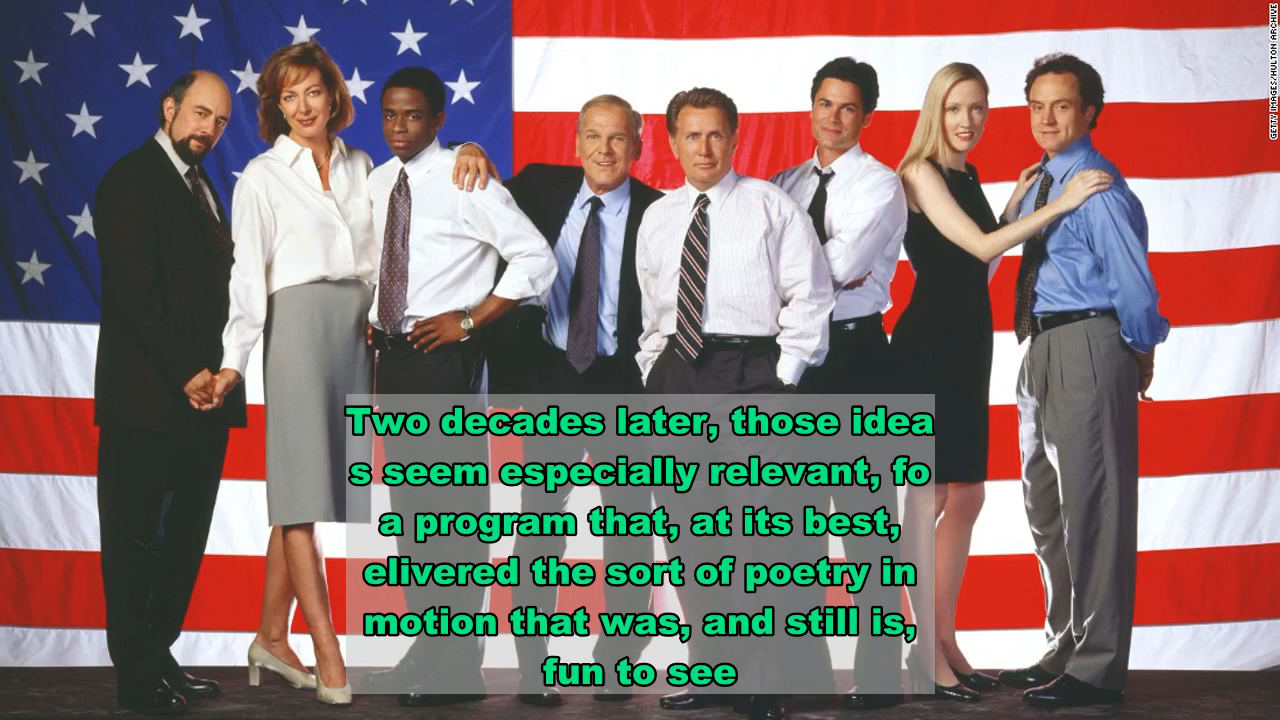 Two decades later, those idea
s seem especially relevant, fo
a program that, at its best,
elivered the sort of poetry in
motion that was, and still is,
fun to see
GETTY IMAGES/HULTON ARCHIVE